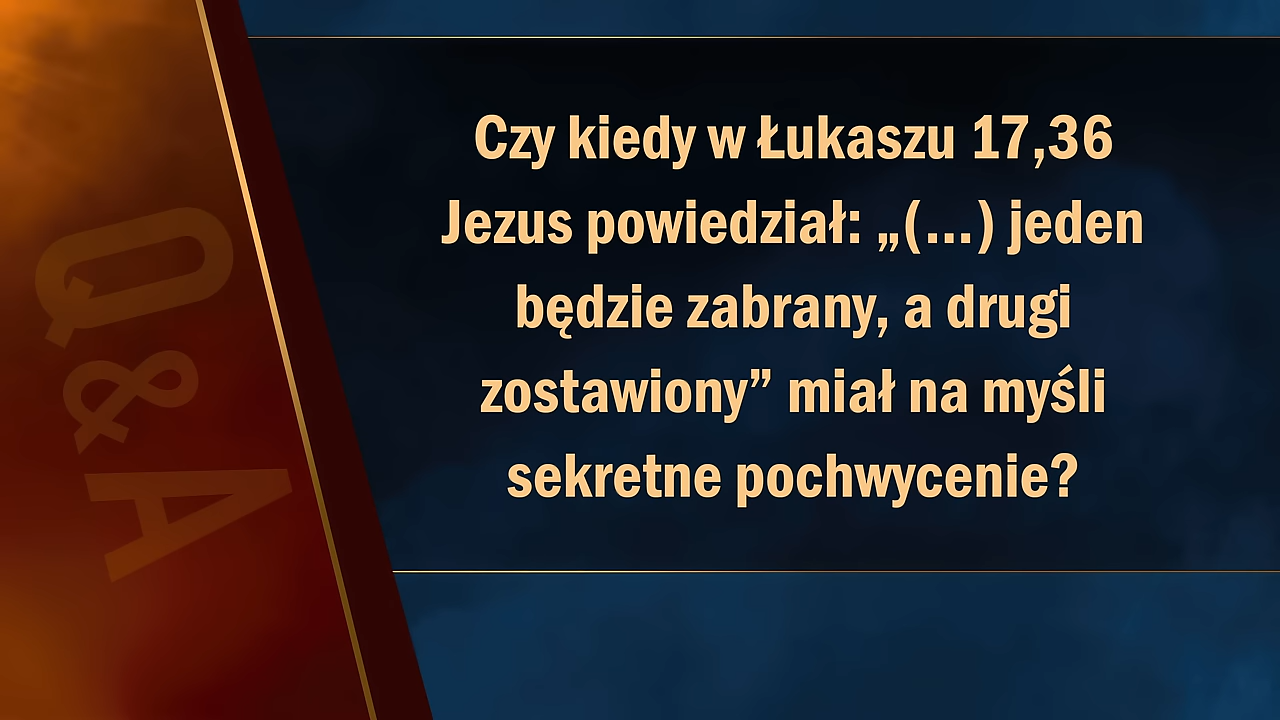 Q & A
Czy kiedy w Łukaszu 17,36
Jezus powiedział: „(...) jeden
będzie zabrany, a drugi
zostawiony” miał na myśli
sekretne pochwycenie?